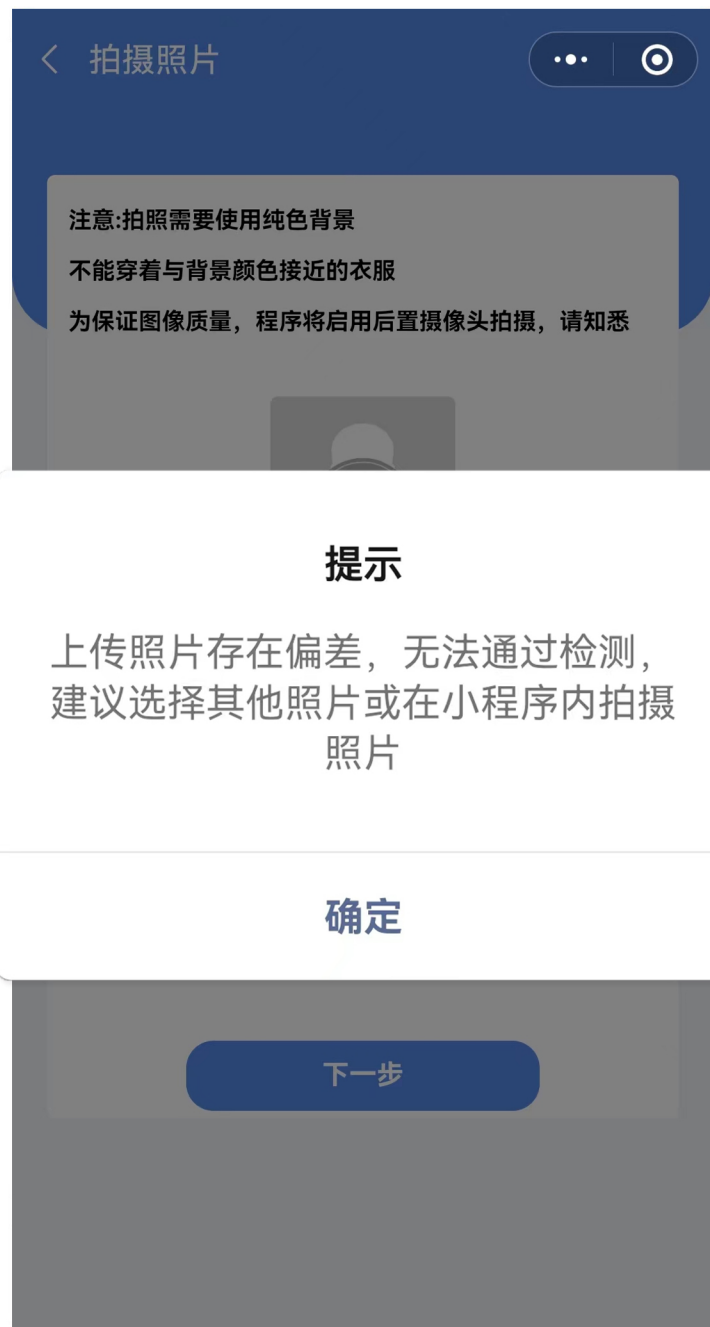 拍摄照片
注意:拍照需要使用纯色背景
不能穿着与背景颜色接近的衣服
为保证图像质量，程序将启用后置摄像头拍摄，请知悉
提示
上传照片存在偏差，无法通过检测，
建议选择其他照片或在小程序内拍摄
照片
确定
下一步